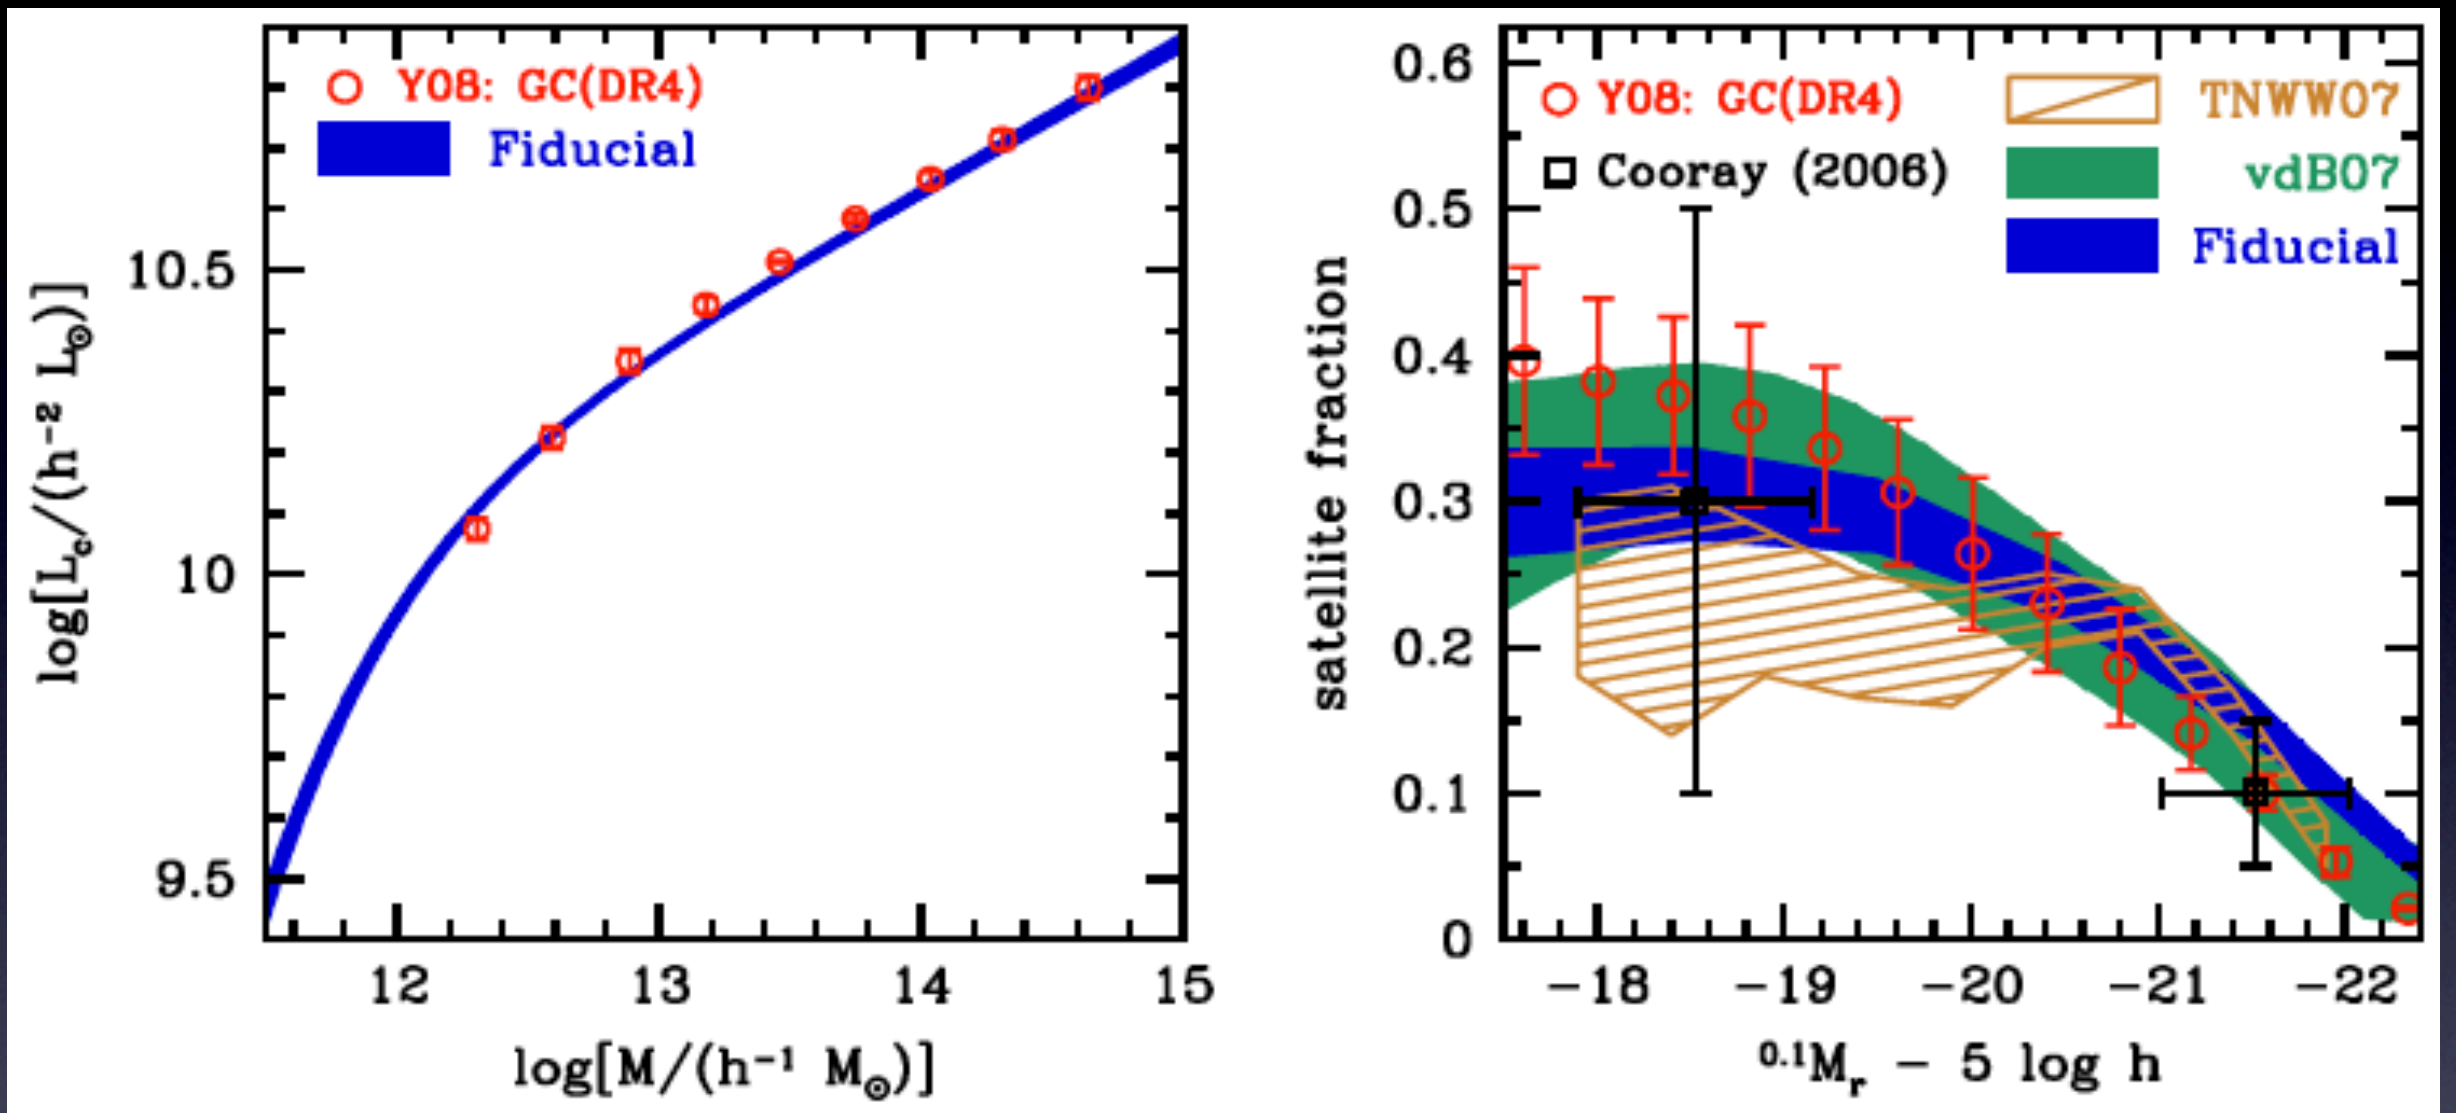 Y08: GC(DR4)
Fiducial
10.5
10
9.5
12 13 14 15
log[L_c/(h⁻² L_⊙)]
log[M/(h⁻¹ M_⊙)]
Y08: GC(DR4)
Cooray (2006)
TNWW07
vdB07
Fiducial
0.6
0.5
0.4
0.3
0.2
0.1
0
-18 -19 -20 -21 -22
satellite fraction
⁰·¹M_r - 5 log h